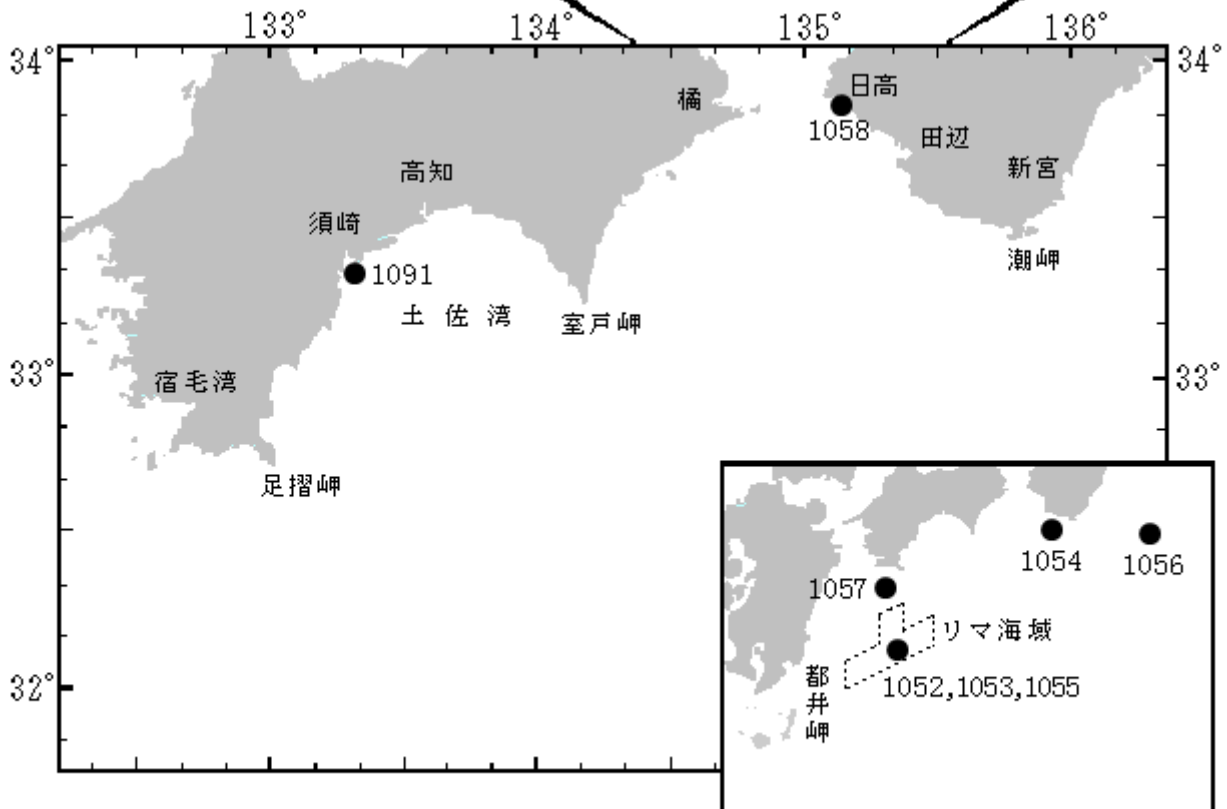 133°
134°
135°
136°
34°
34°
橘
日高
1058
田辺
高知
新宮
須崎
潮岬
1091
土佐湾
室戸岬
33°
33°
宿毛湾
足摺岬
1054
1056
1057
リマ海域
32°
1052,1053,1055
都井岬